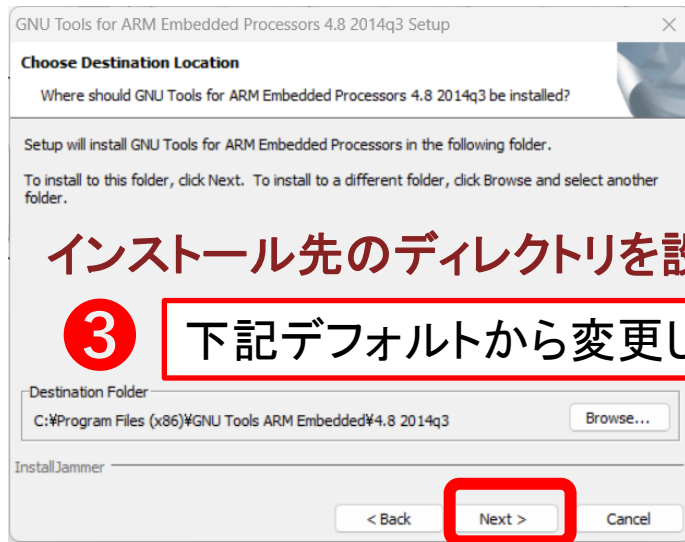 GNU Tools for ARM Embedded Processors 4.8 2014q3 Setup
Choose Destination Location
Where should GNU Tools for ARM Embedded Processors 4.8 2014q3 be installed?
Setup will install GNU Tools for ARM Embedded Processors in the following folder.
To install to this folder, click Next. To install to a different folder, click Browse and select another
folder.
インストール先のディレクトリを設
3
下記デフォルトから変更し
Destination Folder
C:¥Program Files (x86)¥GNU Tools ARM Embedded¥4.8 2014q3
Browse...
InstallJammer
< Back
Next >
Cancel